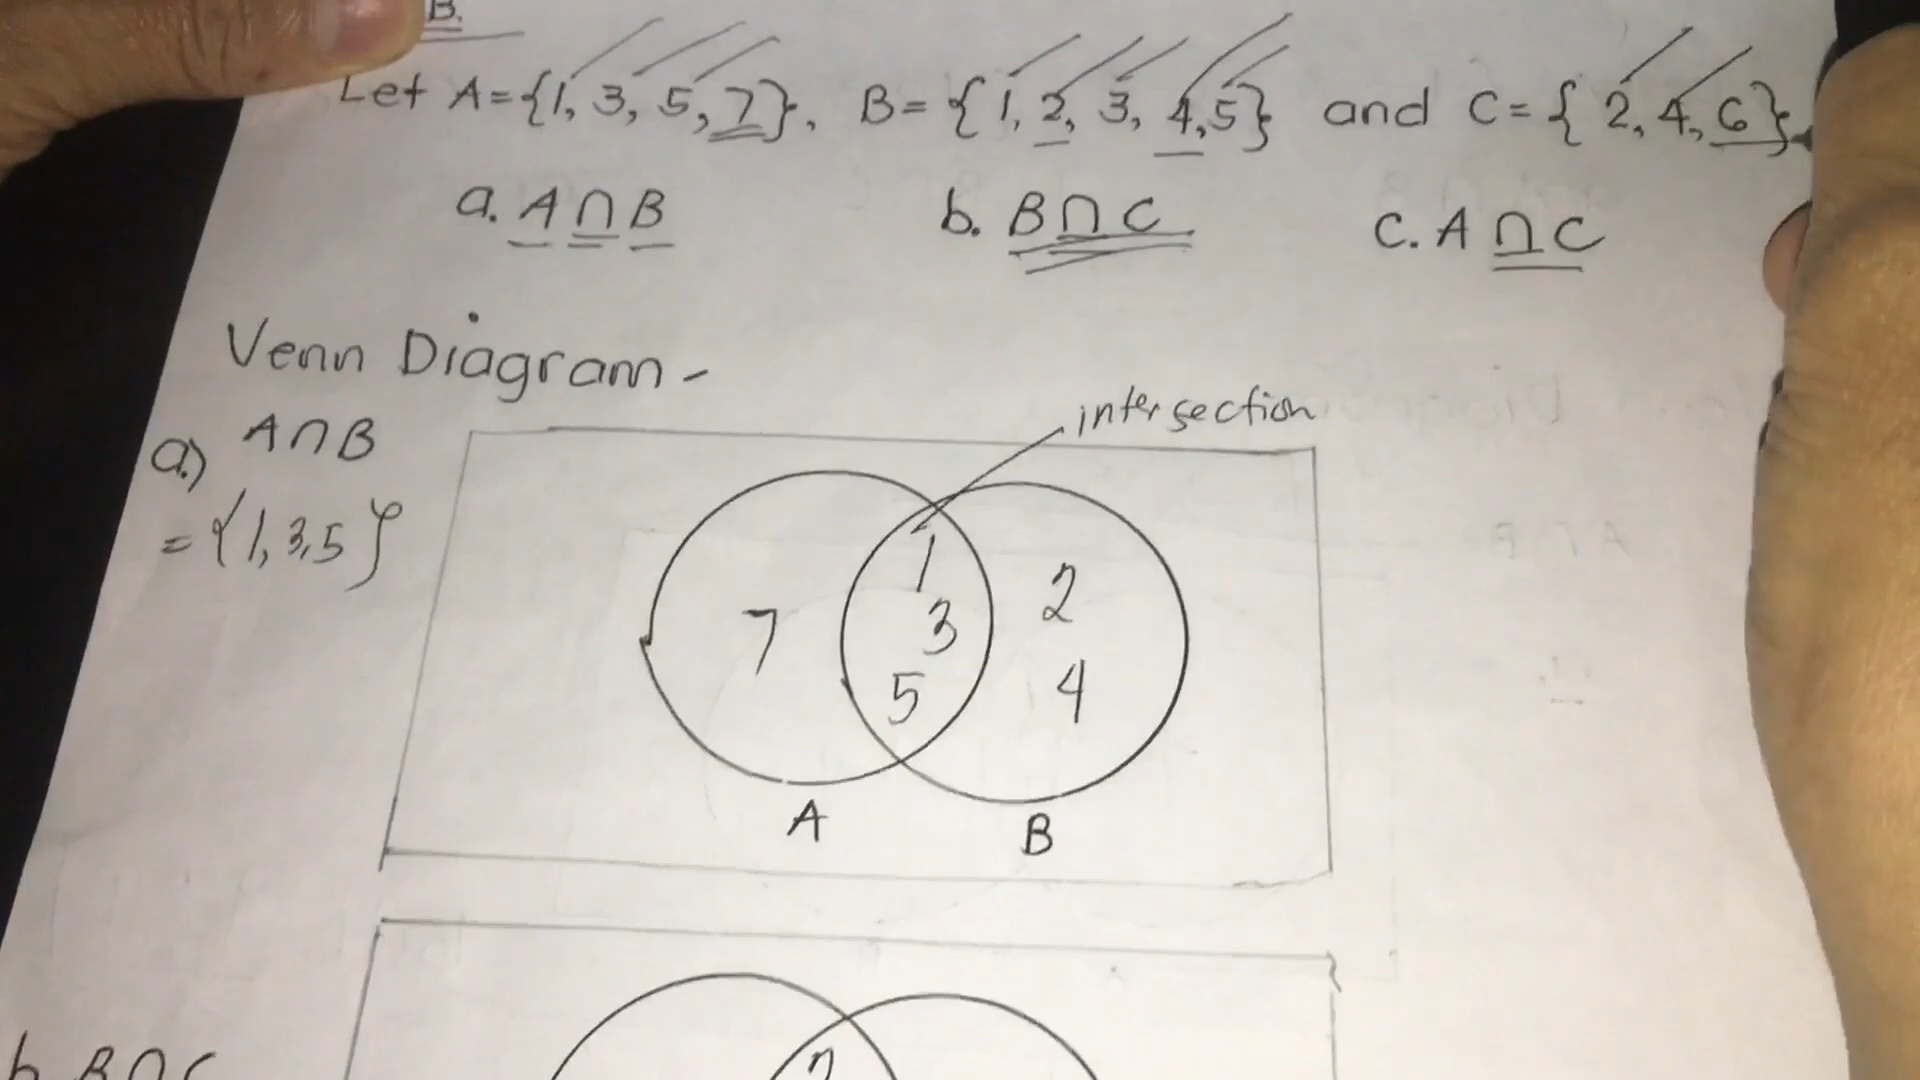 B.
Let A={1, 3, 5, 7}, B={1, 2, 3, 4, 5} and C={2, 4, 6}.
a. A∩B b. B∩C c. A∩C
Venn Diagram-
a.) A∩B
={1, 3, 5}
intersection
1
3
5
7
2
4
A B
2
b. B∩C